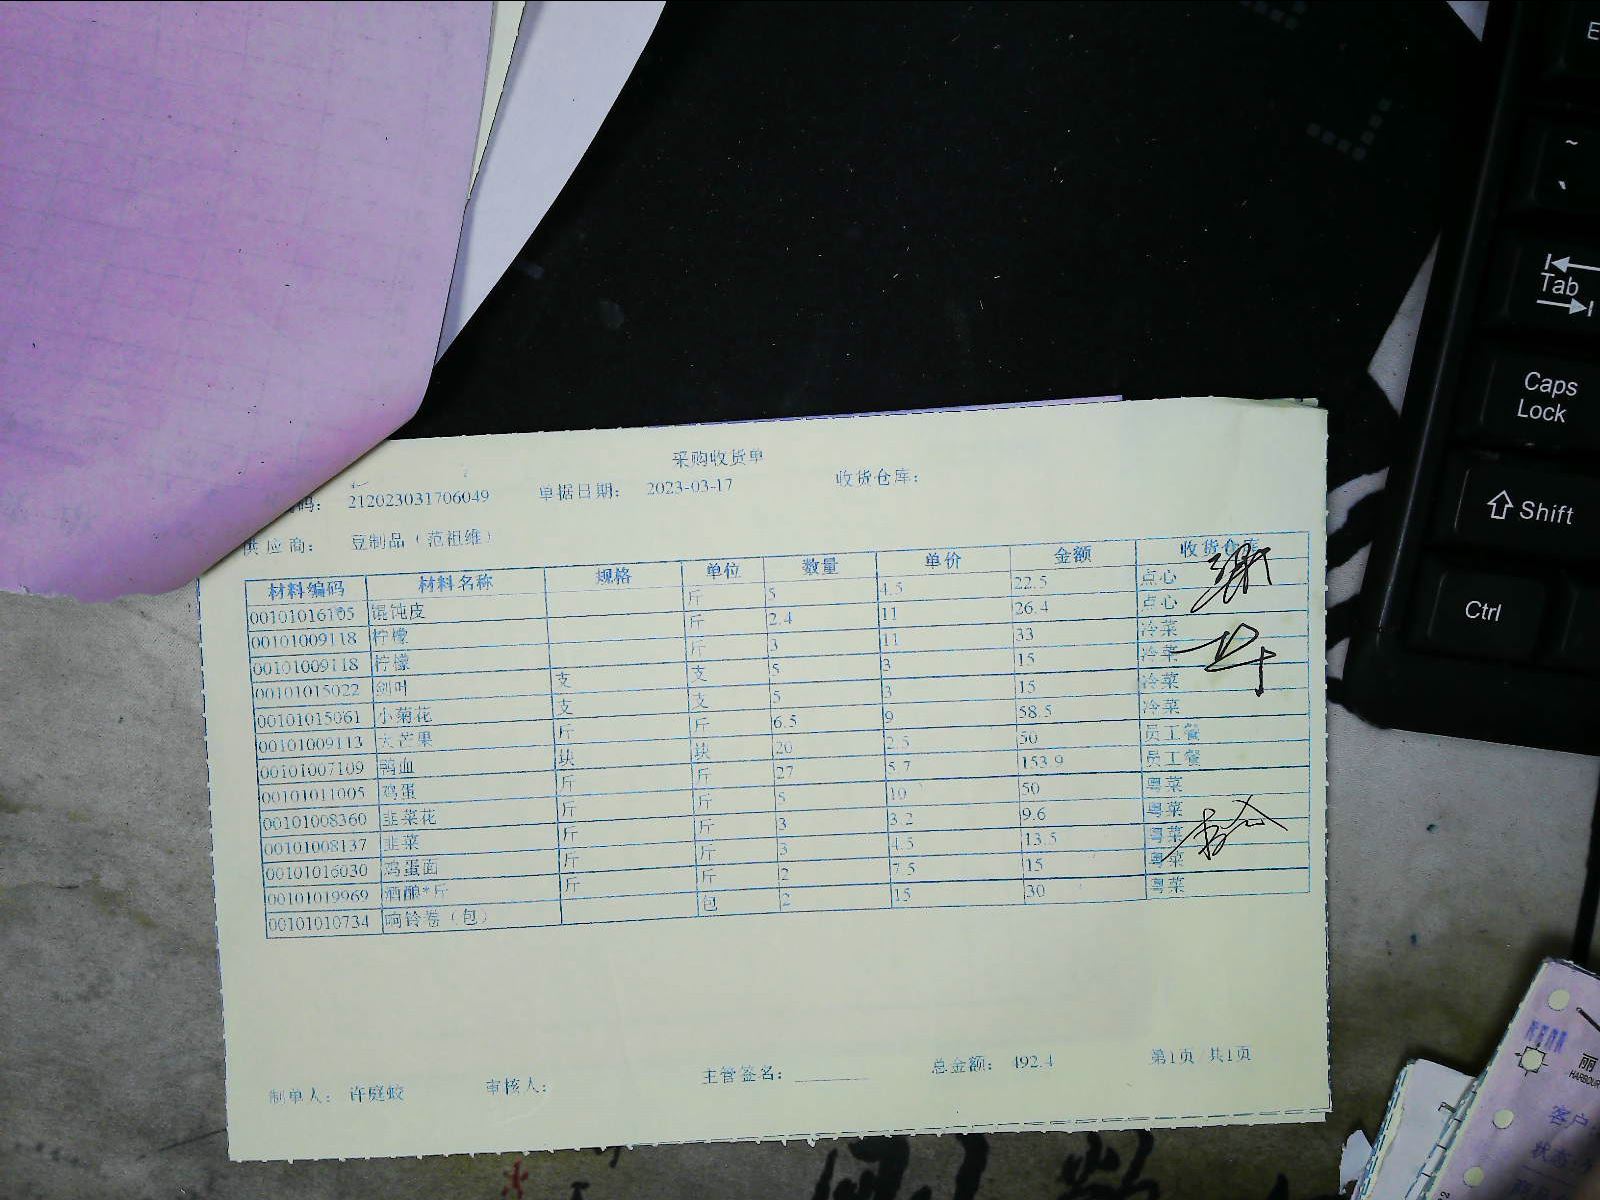 采购收货单
码： 212023031706049 单据日期： 2023-03-17 收货仓库：
供应商： 豆制品（范祖维）
材料编码 材料名称 规格 单位 数量 单价 金额 收货仓库
00101016105 馄饨皮 斤 5 4.5 22.5 点心
00101009118 柠檬 斤 2.4 11 26.4 点心
00101009118 柠檬 斤 3 11 33 冷菜
00101015022 剑叶 支 支 5 3 15 冷菜
00101015061 小菊花 支 支 5 3 15 冷菜
00101009113 大芒果 斤 斤 6.5 9 58.5 冷菜
00101007109 鸭血 块 块 20 2.5 50 员工餐
00101011005 鸡蛋 斤 斤 27 5.7 153.9 员工餐
00101008360 韭菜花 斤 斤 5 10 50 粤菜
00101008137 韭菜 斤 斤 3 3.2 9.6 粤菜
00101016030 鸡蛋面 斤 斤 3 4.5 13.5 粤菜
00101019969 酒酿*斤 斤 斤 2 7.5 15 粤菜
00101010734 响铃卷（包） 包 2 15 30 粤菜
制单人： 许庭蛟 审核人： 主管签名： 总金额： 492.4 第1页 共1页
Tab
Caps
Lock
Shift
Ctrl
丽
HARBOUR
客户
状态